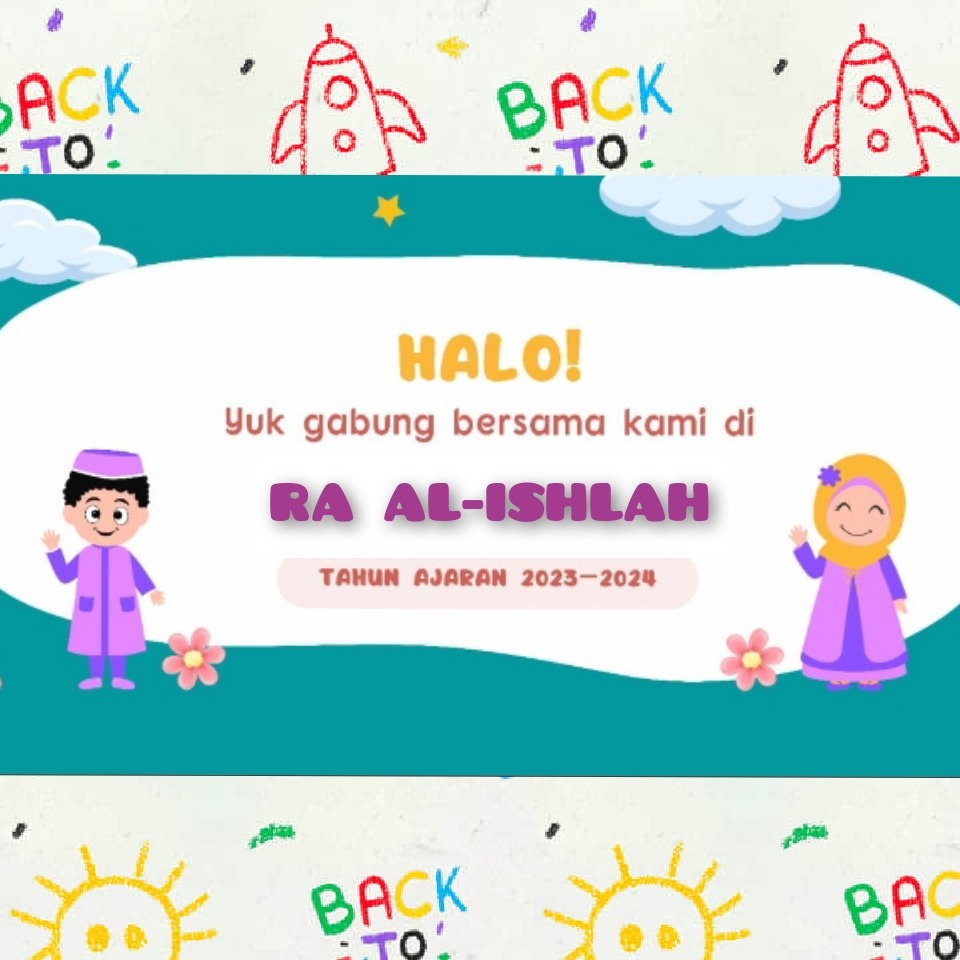 BACK
TO
BACK
TO
HALO!
Yuk gabung bersama kami di
RA AL-ISHLAH
TAHUN AJARAN 2023-2024
BACK
TO
BACK
TO